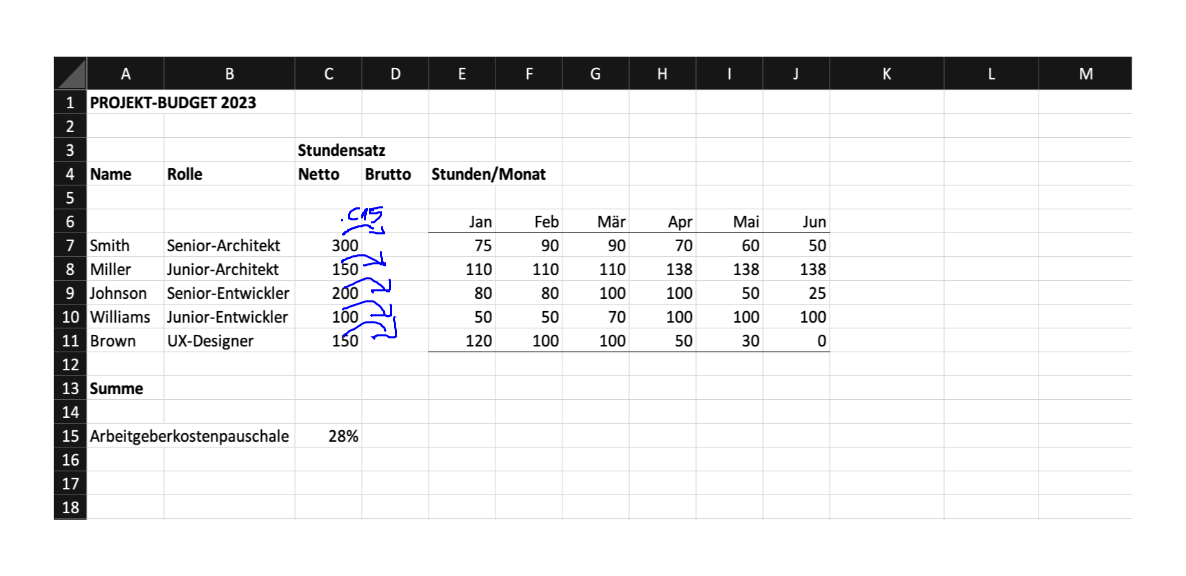 A B C D E F G H I J K L M
1 PROJEKT-BUDGET 2023
2
3 Stundensatz
4 Name Rolle Netto Brutto Stunden/Monat
5
6 .C15 Jan Feb Mär Apr Mai Jun
7 Smith Senior-Architekt 300 75 90 90 70 60 50
8 Miller Junior-Architekt 150 110 110 110 138 138 138
9 Johnson Senior-Entwickler 200 80 80 100 100 50 25
10 Williams Junior-Entwickler 100 50 50 70 100 100 100
11 Brown UX-Designer 150 120 100 100 50 30 0
12
13 Summe
14
15 Arbeitgeberkostenpauschale 28%
16
17
18